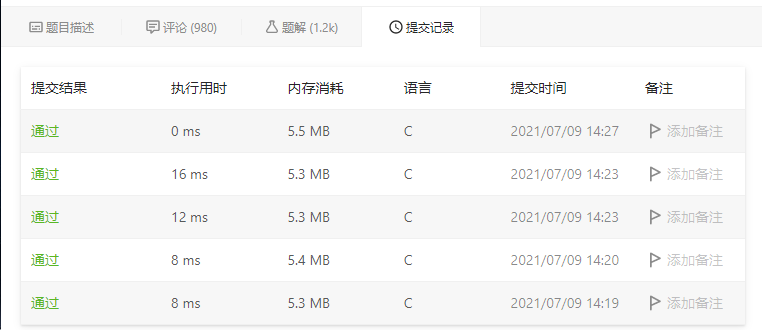 题目描述 评论 (980) 题解 (1.2k) 提交记录
提交结果 执行用时 内存消耗 语言 提交时间 备注
通过 0 ms 5.5 MB C 2021/07/09 14:27 添加备注
通过 16 ms 5.3 MB C 2021/07/09 14:23 添加备注
通过 12 ms 5.3 MB C 2021/07/09 14:23 添加备注
通过 8 ms 5.4 MB C 2021/07/09 14:20 添加备注
通过 8 ms 5.3 MB C 2021/07/09 14:19 添加备注